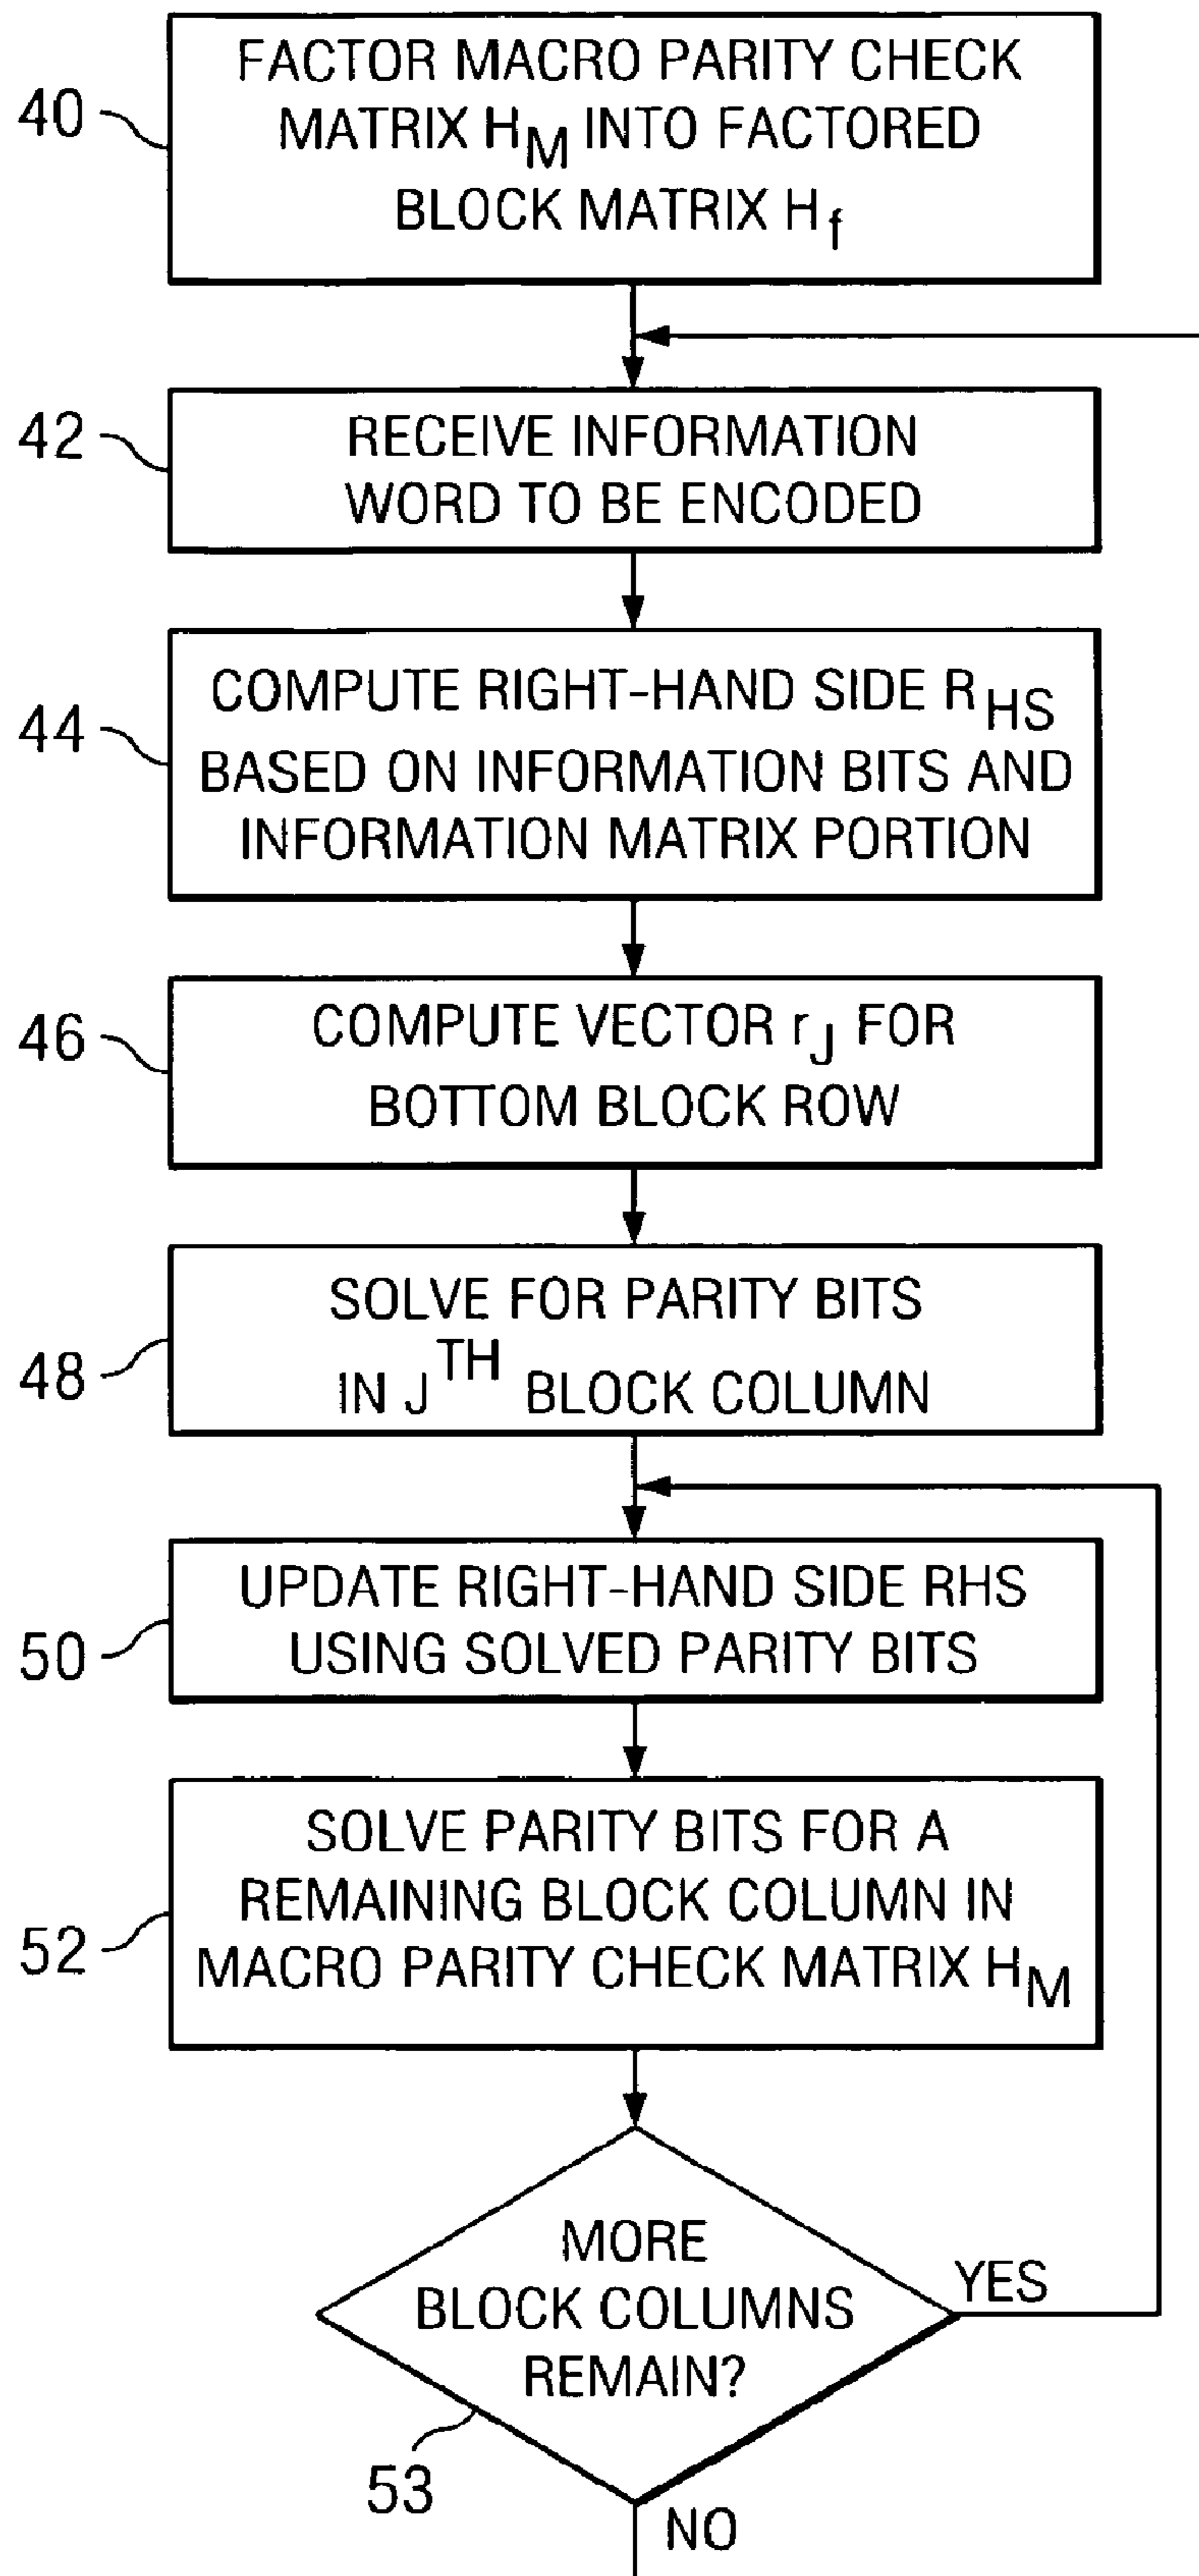 40
FACTOR MACRO PARITY CHECK
MATRIX H_M INTO FACTORED
BLOCK MATRIX H_f
42
RECEIVE INFORMATION
WORD TO BE ENCODED
44
COMPUTE RIGHT-HAND SIDE R_HS
BASED ON INFORMATION BITS AND
INFORMATION MATRIX PORTION
46
COMPUTE VECTOR r_J FOR
BOTTOM BLOCK ROW
48
SOLVE FOR PARITY BITS
IN J^TH BLOCK COLUMN
50
UPDATE RIGHT-HAND SIDE RHS
USING SOLVED PARITY BITS
52
SOLVE PARITY BITS FOR A
REMAINING BLOCK COLUMN IN
MACRO PARITY CHECK MATRIX H_M
MORE
BLOCK COLUMNS
REMAIN?
YES
53
NO